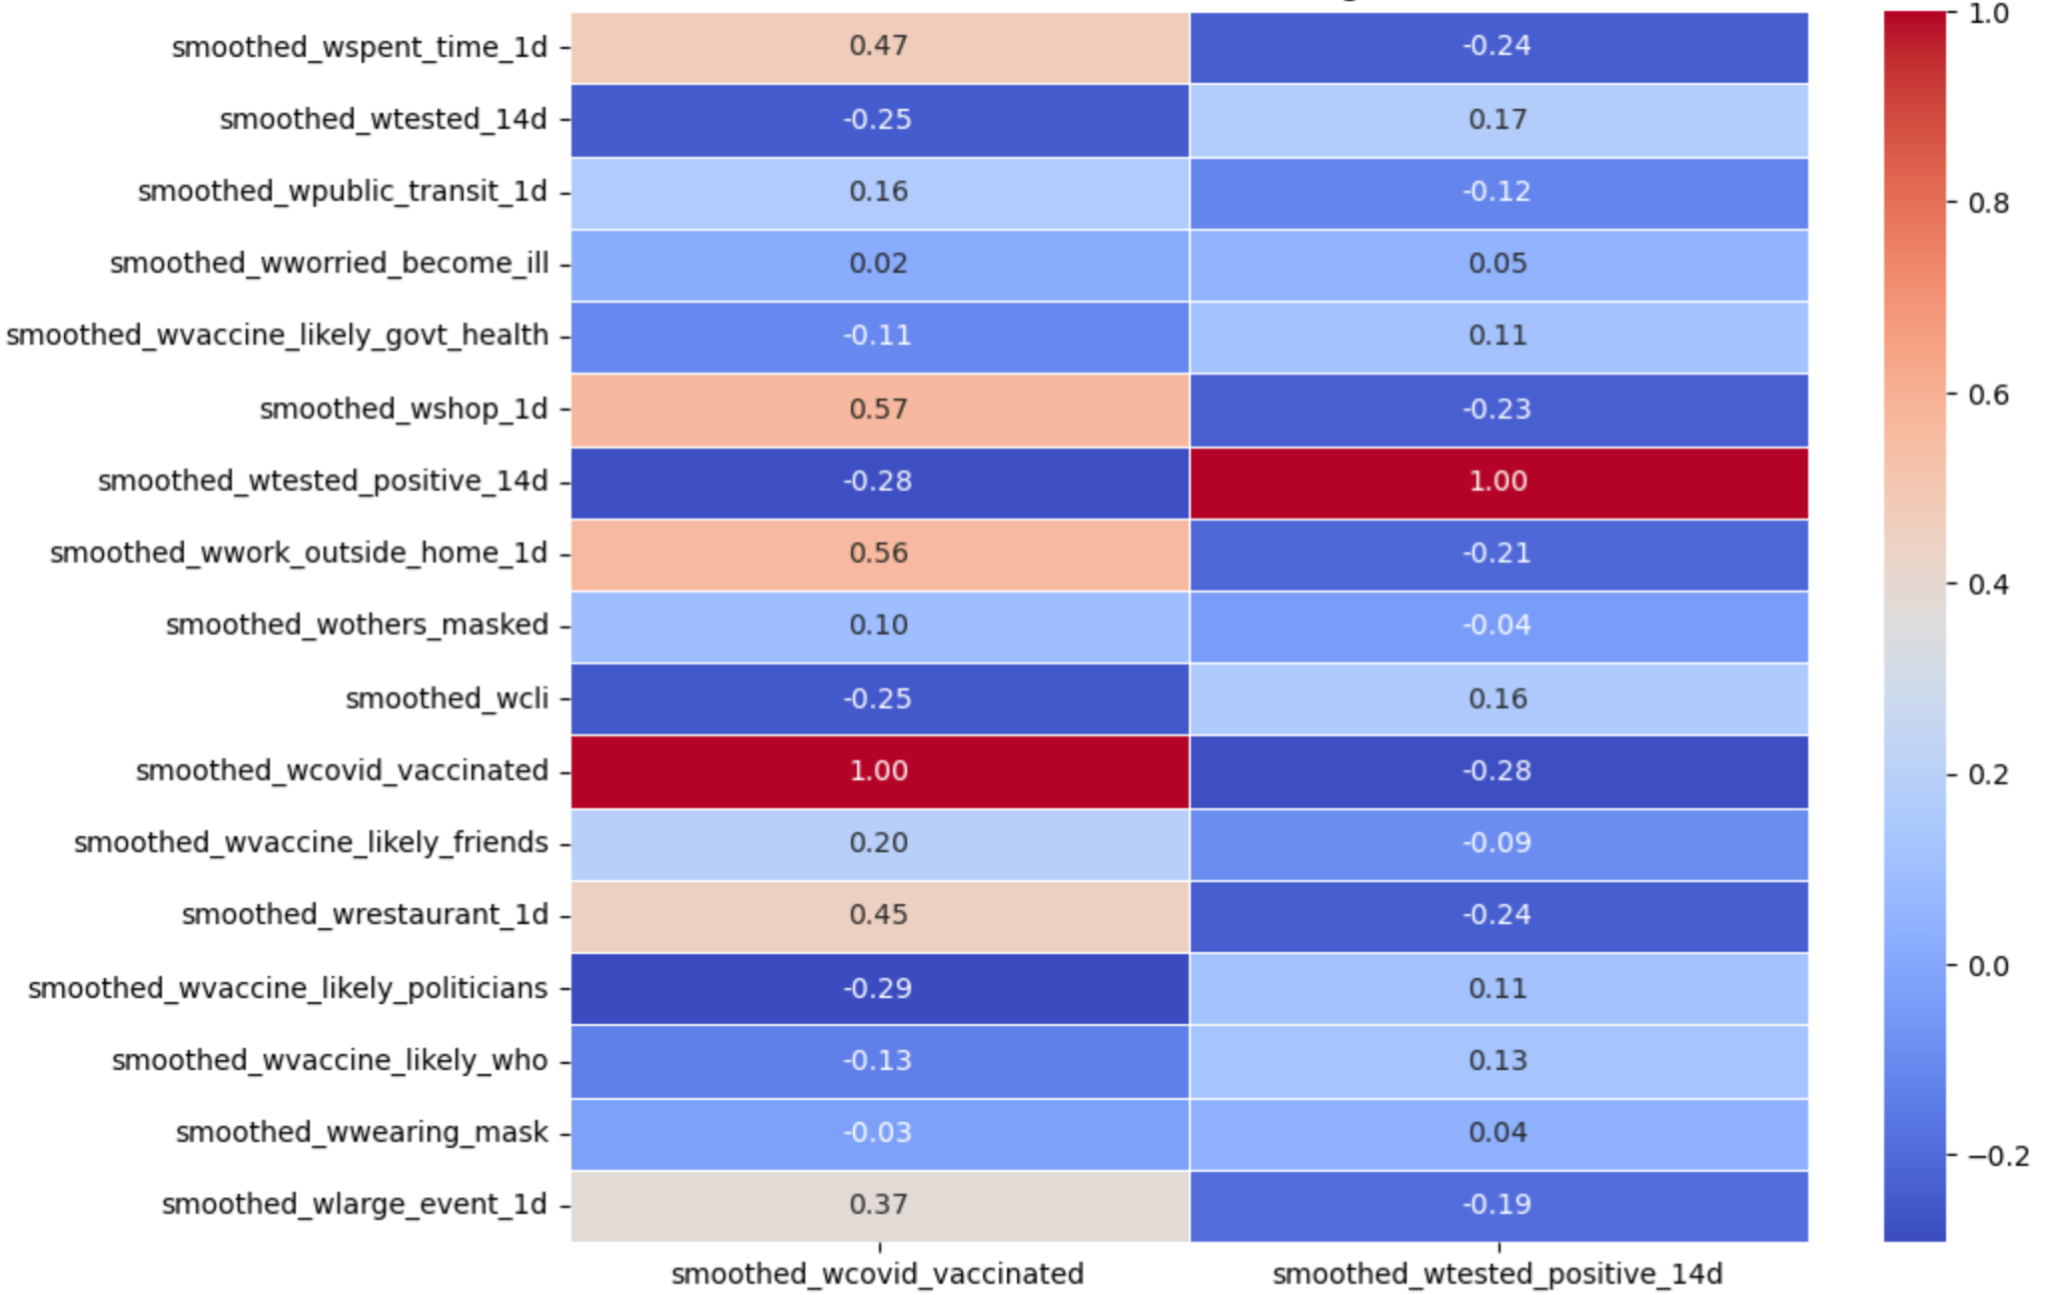 smoothed_wspent_time_1d 0.47 -0.24
smoothed_wtested_14d -0.25 0.17
smoothed_wpublic_transit_1d 0.16 -0.12
smoothed_wworried_become_ill 0.02 0.05
smoothed_wvaccine_likely_govt_health -0.11 0.11
smoothed_wshop_1d 0.57 -0.23
smoothed_wtested_positive_14d -0.28 1.00
smoothed_wwork_outside_home_1d 0.56 -0.21
smoothed_wothers_masked 0.10 -0.04
smoothed_wcli -0.25 0.16
smoothed_wcovid_vaccinated 1.00 -0.28
smoothed_wvaccine_likely_friends 0.20 -0.09
smoothed_wrestaurant_1d 0.45 -0.24
smoothed_wvaccine_likely_politicians -0.29 0.11
smoothed_wvaccine_likely_who -0.13 0.13
smoothed_wwearing_mask -0.03 0.04
smoothed_wlarge_event_1d 0.37 -0.19
smoothed_wcovid_vaccinated smoothed_wtested_positive_14d
1.0
0.8
0.6
0.4
0.2
0.0
−0.2